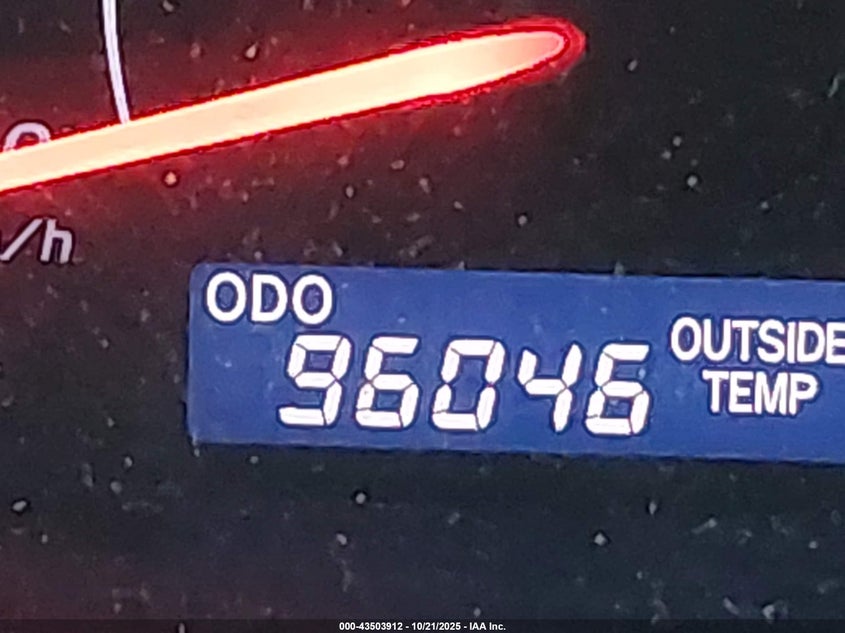 /h
ODO
96046
OUTSIDE
TEMP
000-43503912 - 10/21/2025 - IAA Inc.